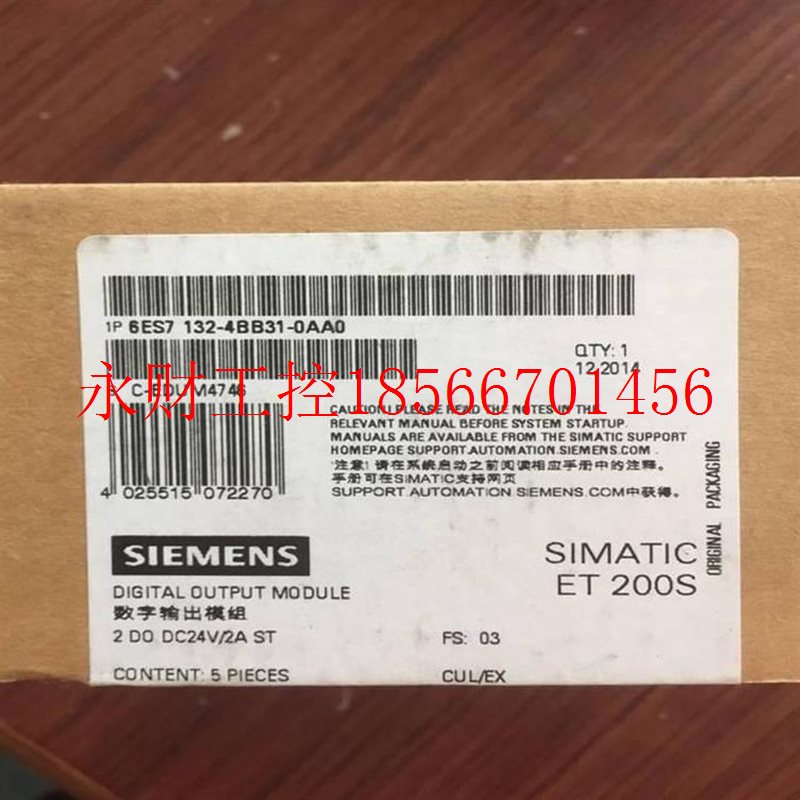 1P 6ES7 132-4BB31-0AA0
QTY: 1
12.2014
永财工控18566701456
CAUTION! PLEASE READ THE NOTES IN THE
RELEVANT MANUAL BEFORE SYSTEM STARTUP.
MANUALS ARE AVAILABLE FROM THE SIMATIC SUPPORT
HOMEPAGE SUPPORT.AUTOMATION.SIEMENS.COM .
注意! 请在系统启动之前阅读相应手册中的注释。
手册可在SIMATIC支持网页
SUPPORT.AUTOMATION.SIEMENS.COM中获得。
4 025515 072270
ORIGINAL PACKAGING
SIEMENS
SIMATIC
ET 200S
DIGITAL OUTPUT MODULE
数字输出模组
2 DO DC24V/2A ST
FS: 03
CONTENT: 5 PIECES
CUL/EX